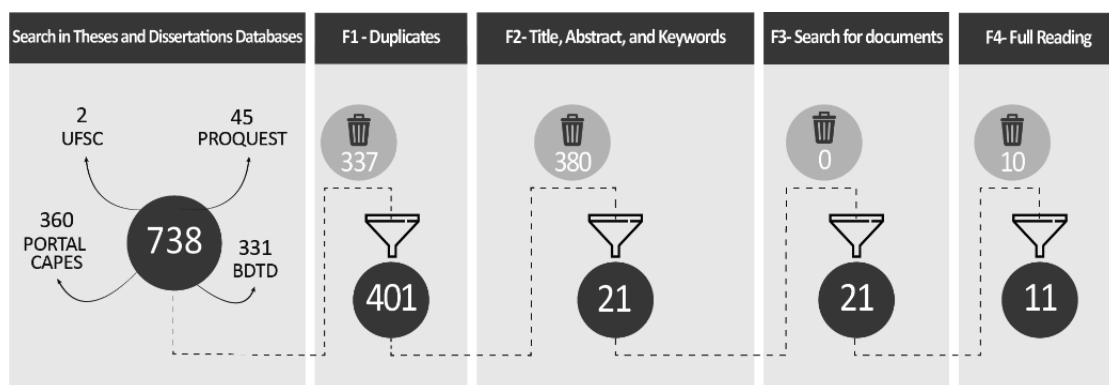 Search in Theses and Dissertations Databases
2
UFSC
45
PROQUEST
360
PORTAL
CAPES
738
331
BDTD
F1 - Duplicates
337
401
F2- Title, Abstract, and Keywords
380
21
F3- Search for documents
0
21
F4- Full Reading
10
11